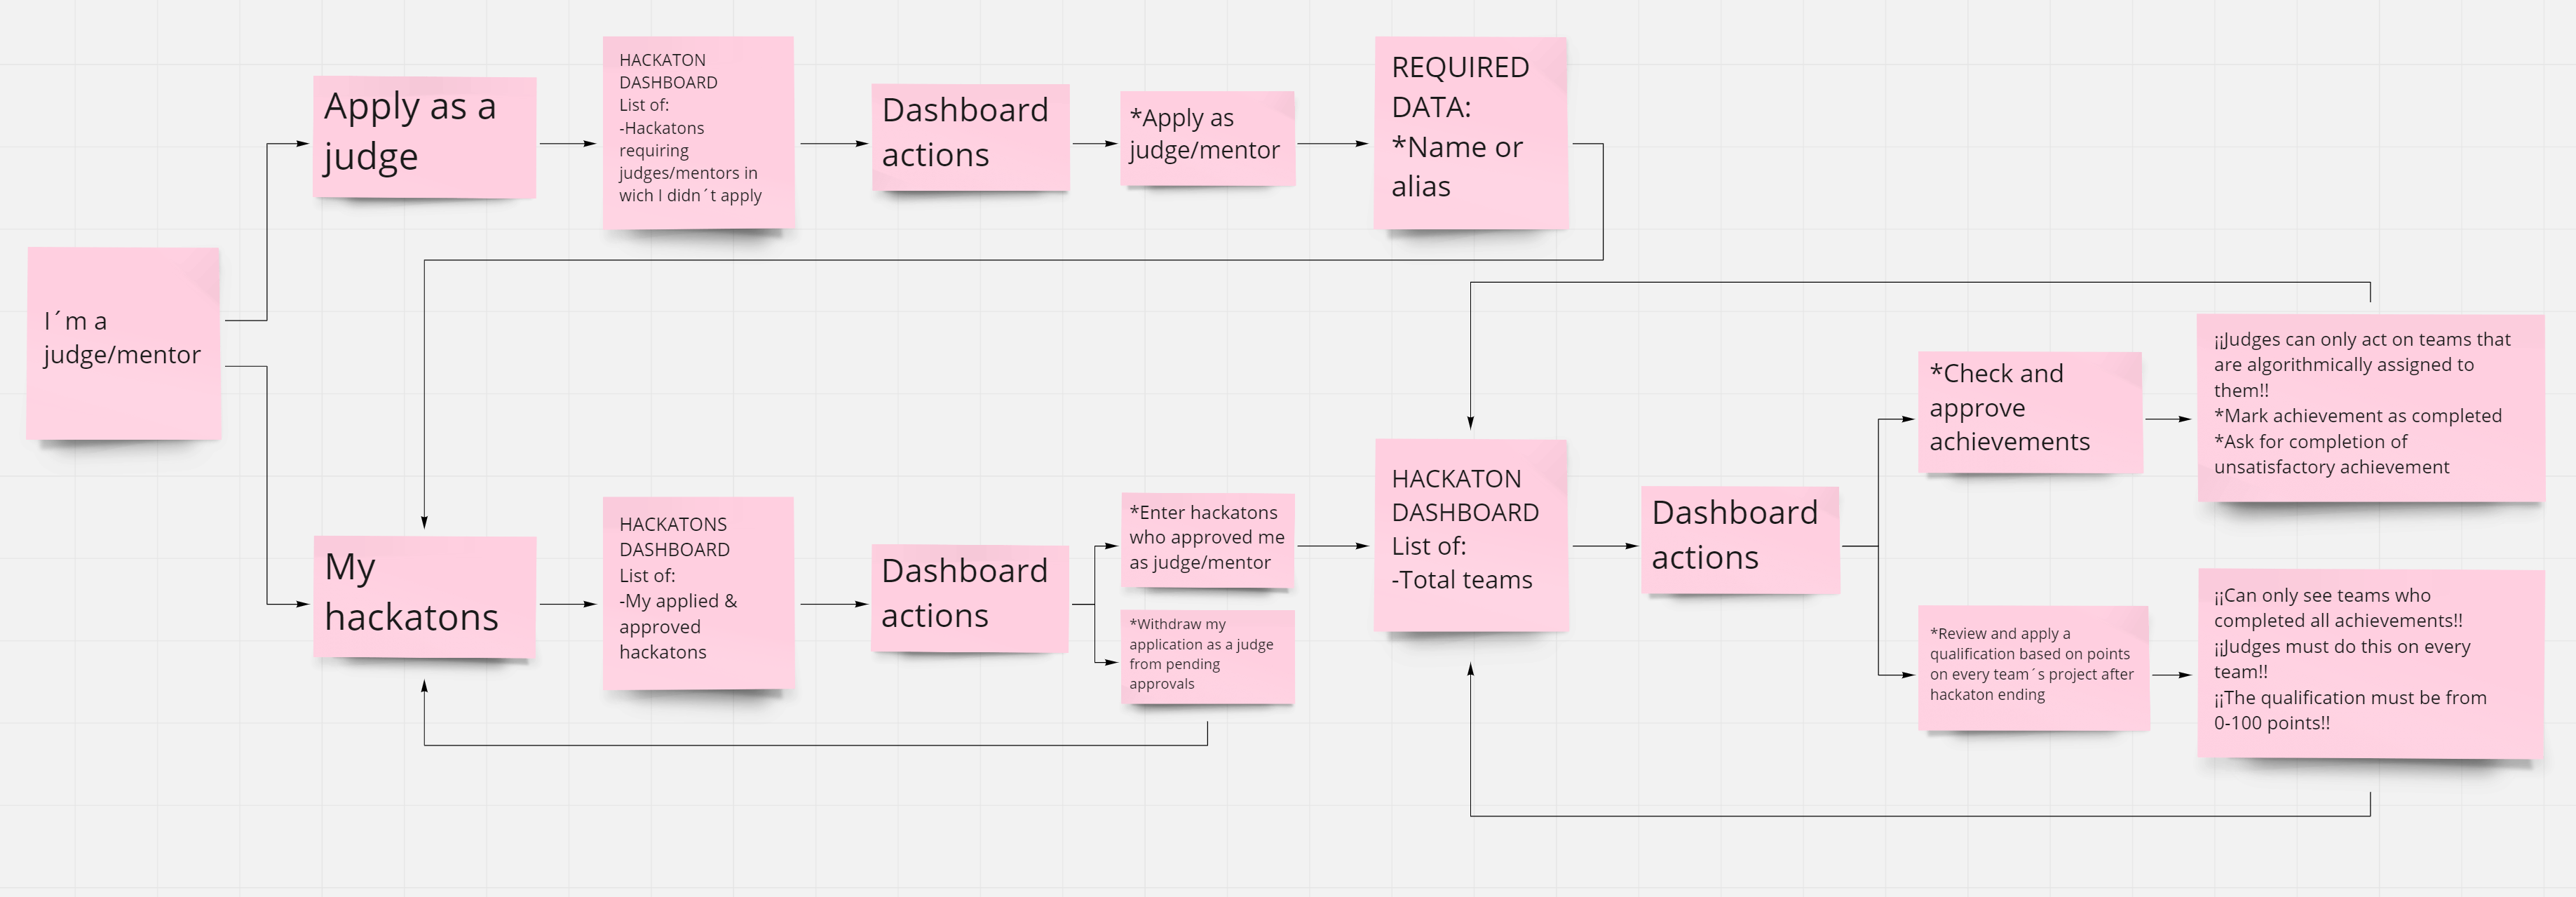 I´m a
judge/mentor
Apply as a
judge
HACKATON
DASHBOARD
List of:
-Hackatons
requiring
judges/mentors in
wich I didn´t apply
Dashboard
actions
*Apply as
judge/mentor
REQUIRED
DATA:
*Name or
alias
My
hackatons
HACKATONS
DASHBOARD
List of:
-My applied &
approved
hackatons
Dashboard
actions
*Enter hackatons
who approved me
as judge/mentor
*Withdraw my
application as a judge
from pending
approvals
HACKATON
DASHBOARD
List of:
-Total teams
Dashboard
actions
*Check and
approve
achievements
¡¡Judges can only act on teams that
are algorithmically assigned to
them!!
*Mark achievement as completed
*Ask for completion of
unsatisfactory achievement
*Review and apply a
qualification based on points
on every team´s project after
hackaton ending
¡¡Can only see teams who
completed all achievements!!
¡¡Judges must do this on every
team!!
¡¡The qualification must be from
0-100 points!!